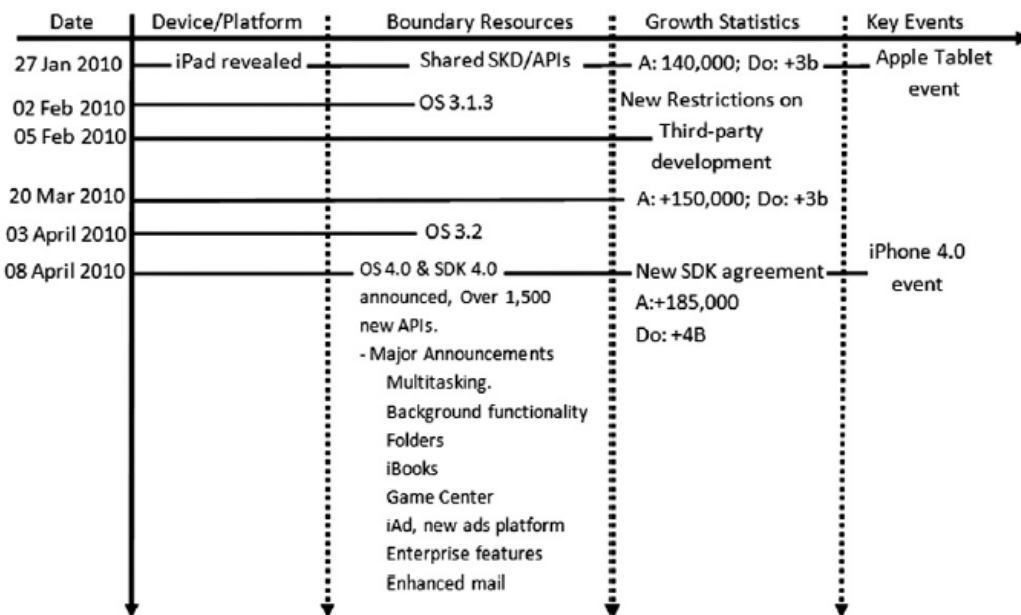 Date Device/Platform Boundary Resources Growth Statistics Key Events
27 Jan 2010 iPad revealed Shared SKD/APIs A: 140,000; Do: +3b Apple Tablet
event
02 Feb 2010 OS 3.1.3 New Restrictions on
05 Feb 2010 Third-party
development
20 Mar 2010 A: +150,000; Do: +3b
03 April 2010 OS 3.2
08 April 2010 OS 4.0 & SDK 4.0 New SDK agreement iPhone 4.0
event
announced, Over 1,500 A:+185,000
new APIs. Do: +4B
- Major Announcements
Multitasking.
Background functionality
Folders
iBooks
Game Center
iAd, new ads platform
Enterprise features
Enhanced mail